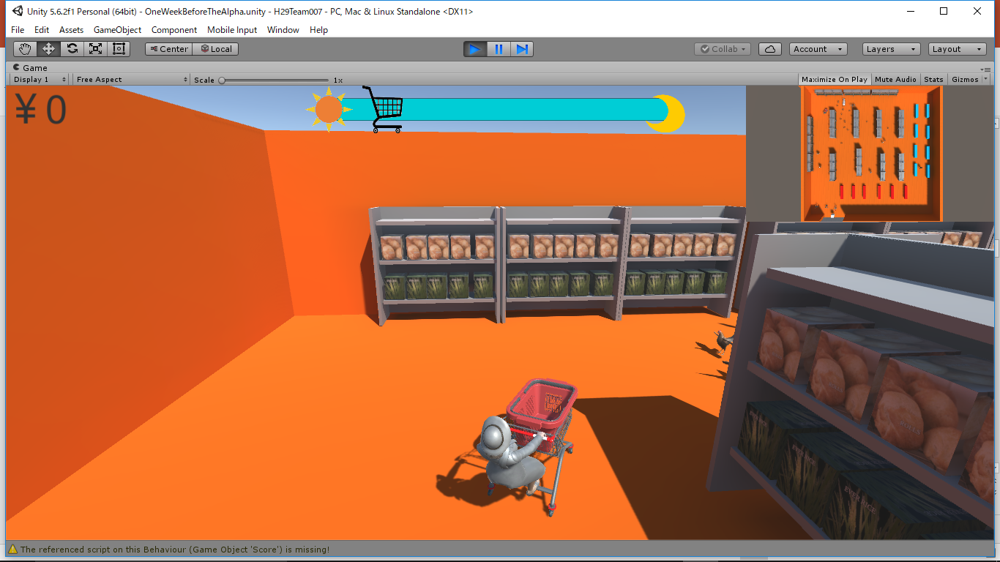 Unity 5.6.2f1 Personal (64bit) - OneWeekBeforeTheAlpha.unity - H29Team007 - PC, Mac & Linux Standalone <DX11>
File Edit Assets GameObject Component Mobile Input Window Help
Center Local Collab Account Layers Layout
Game
Display 1 Free Aspect Scale 1x Maximize On Play Mute Audio Stats Gizmos
¥ 0
EVER RICE
The referenced script on this Behaviour (Game Object 'Score') is missing!